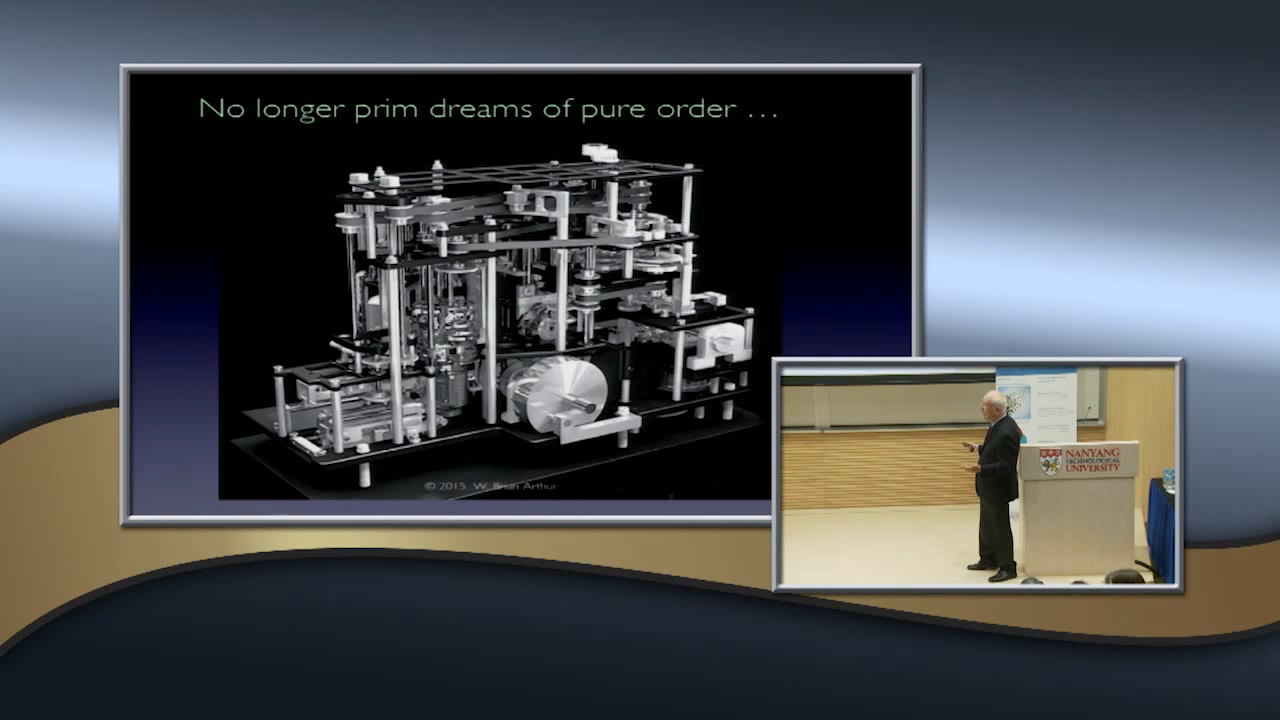 No longer prim dreams of pure order ...
© 2015 W. Brian Arthur
NANYANG
TECHNOLOGICAL
UNIVERSITY